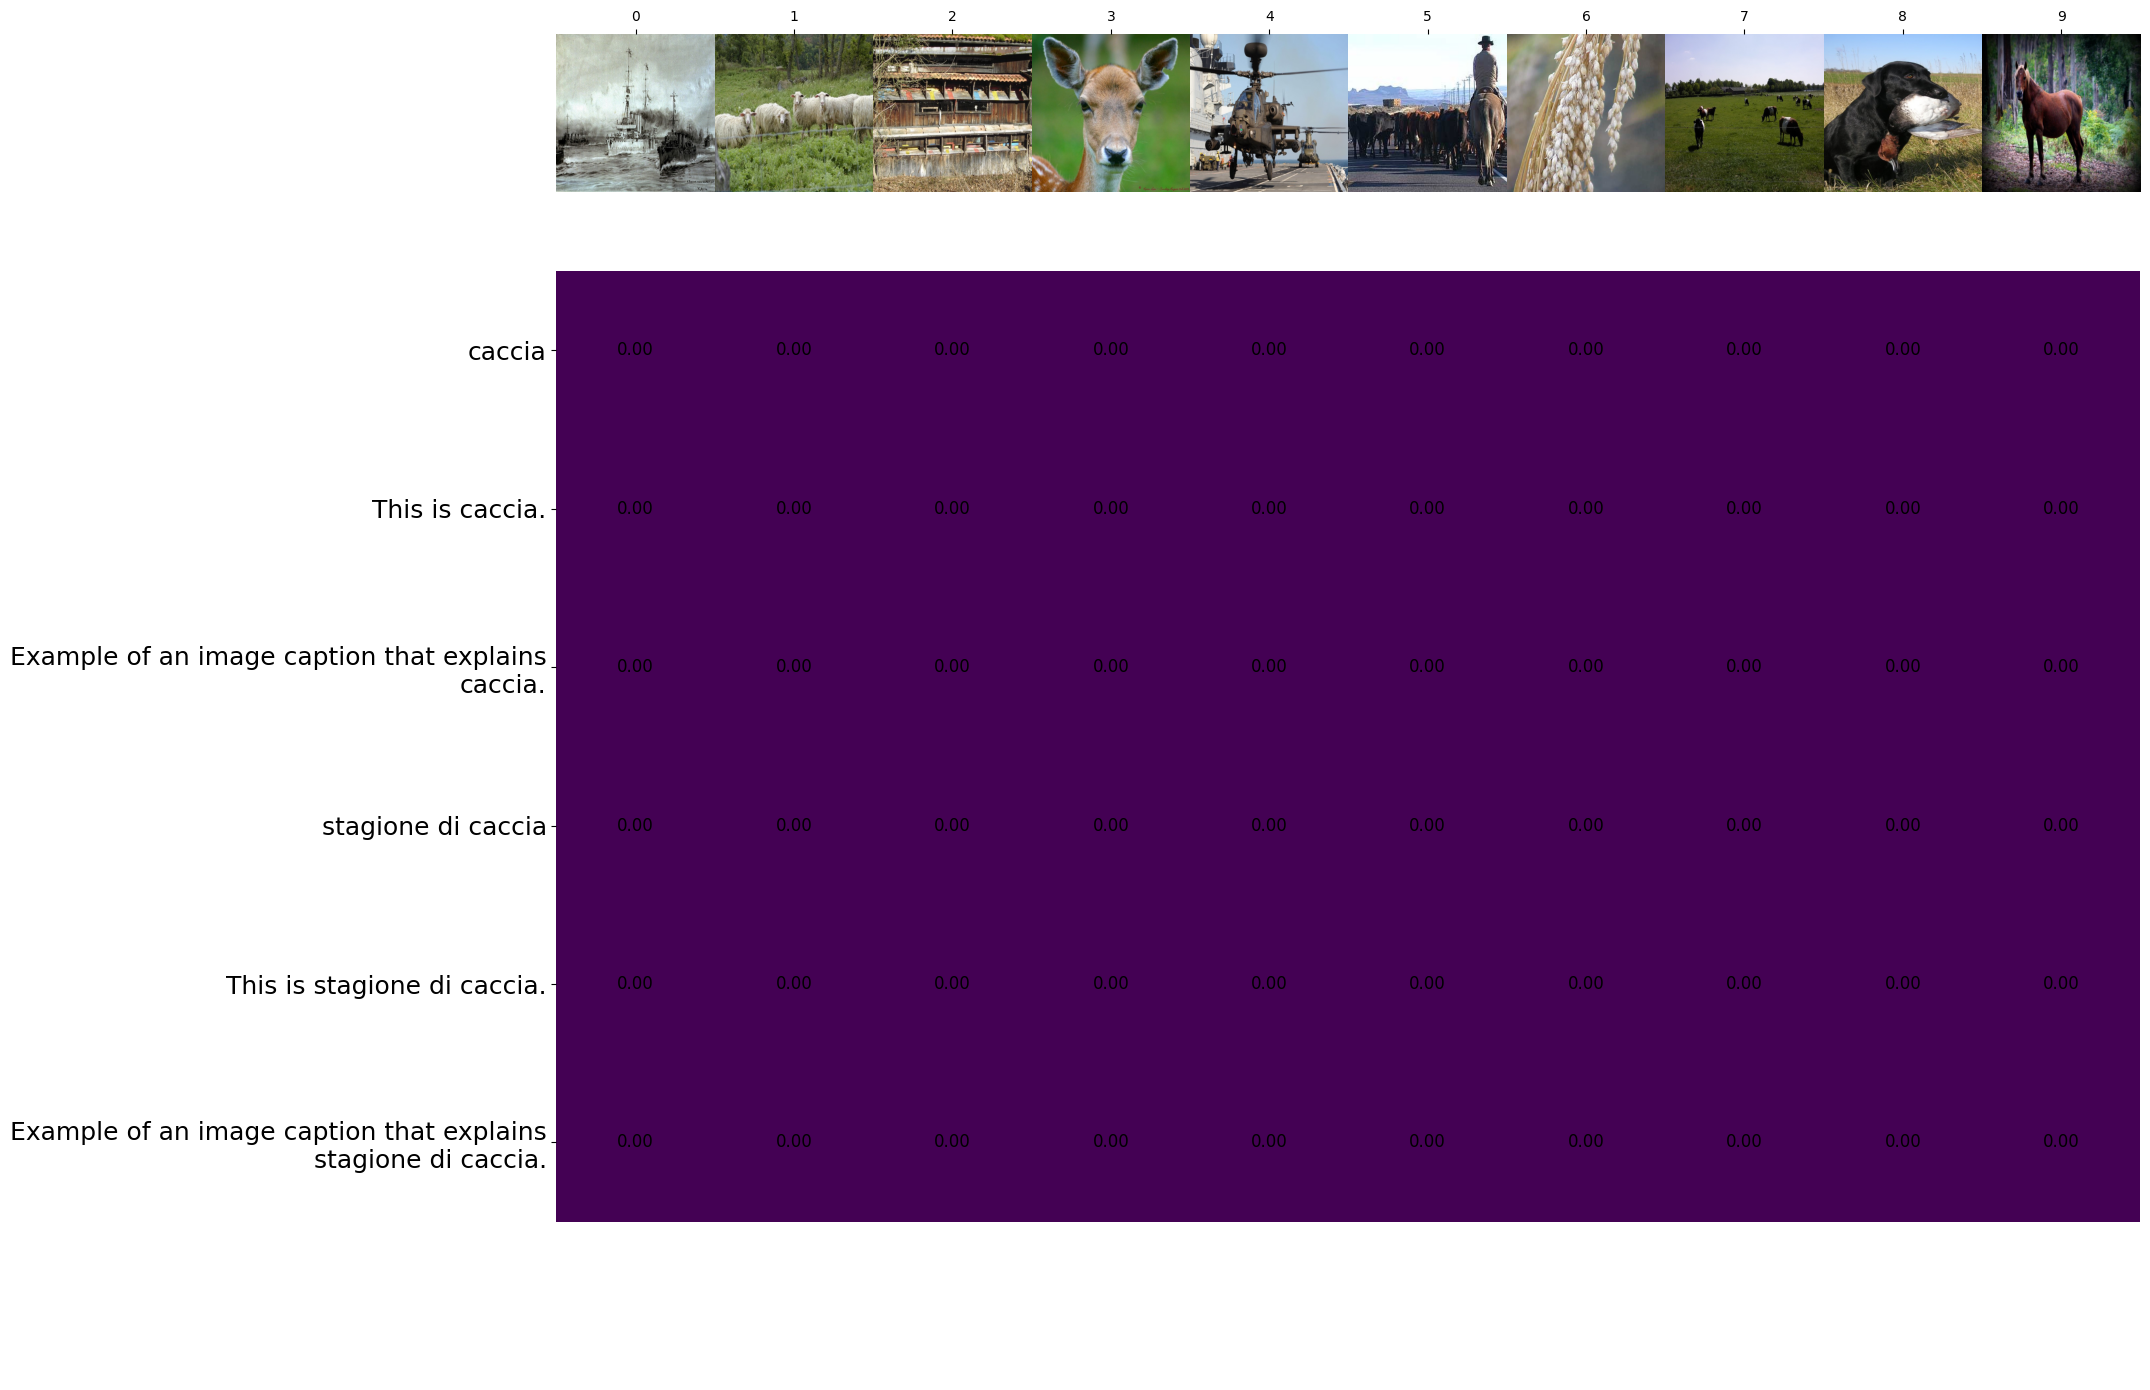 0 1 2 3 4 5 6 7 8 9
caccia 0.00 0.00 0.00 0.00 0.00 0.00 0.00 0.00 0.00 0.00
This is caccia. 0.00 0.00 0.00 0.00 0.00 0.00 0.00 0.00 0.00 0.00
Example of an image caption that explains
caccia. 0.00 0.00 0.00 0.00 0.00 0.00 0.00 0.00 0.00 0.00
stagione di caccia 0.00 0.00 0.00 0.00 0.00 0.00 0.00 0.00 0.00 0.00
This is stagione di caccia. 0.00 0.00 0.00 0.00 0.00 0.00 0.00 0.00 0.00 0.00
Example of an image caption that explains
stagione di caccia. 0.00 0.00 0.00 0.00 0.00 0.00 0.00 0.00 0.00 0.00